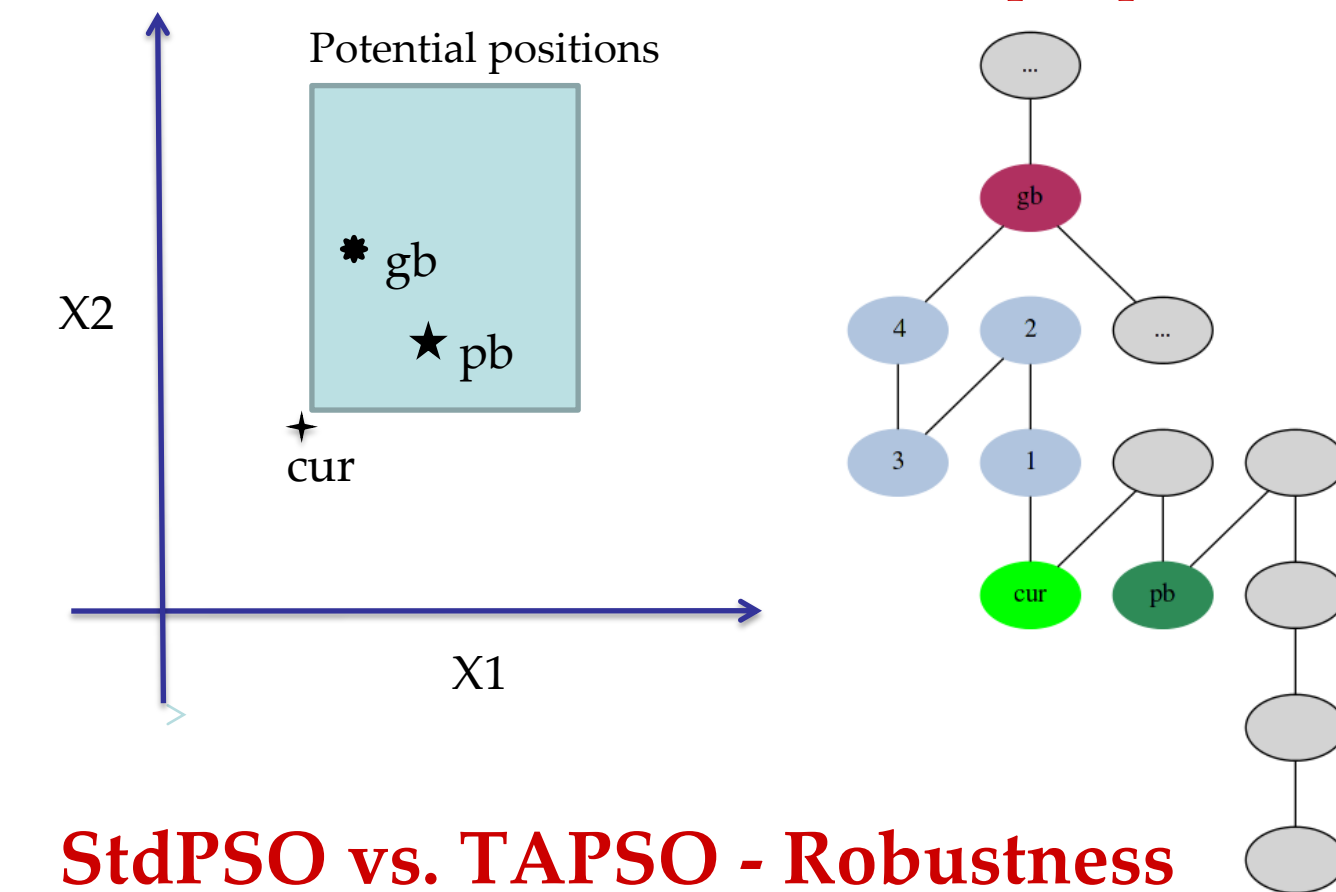 Potential positions
gb
pb
cur
X2
X1
...
gb
4
2
...
3
1
cur
pb
StdPSO vs. TAPSO - Robustness